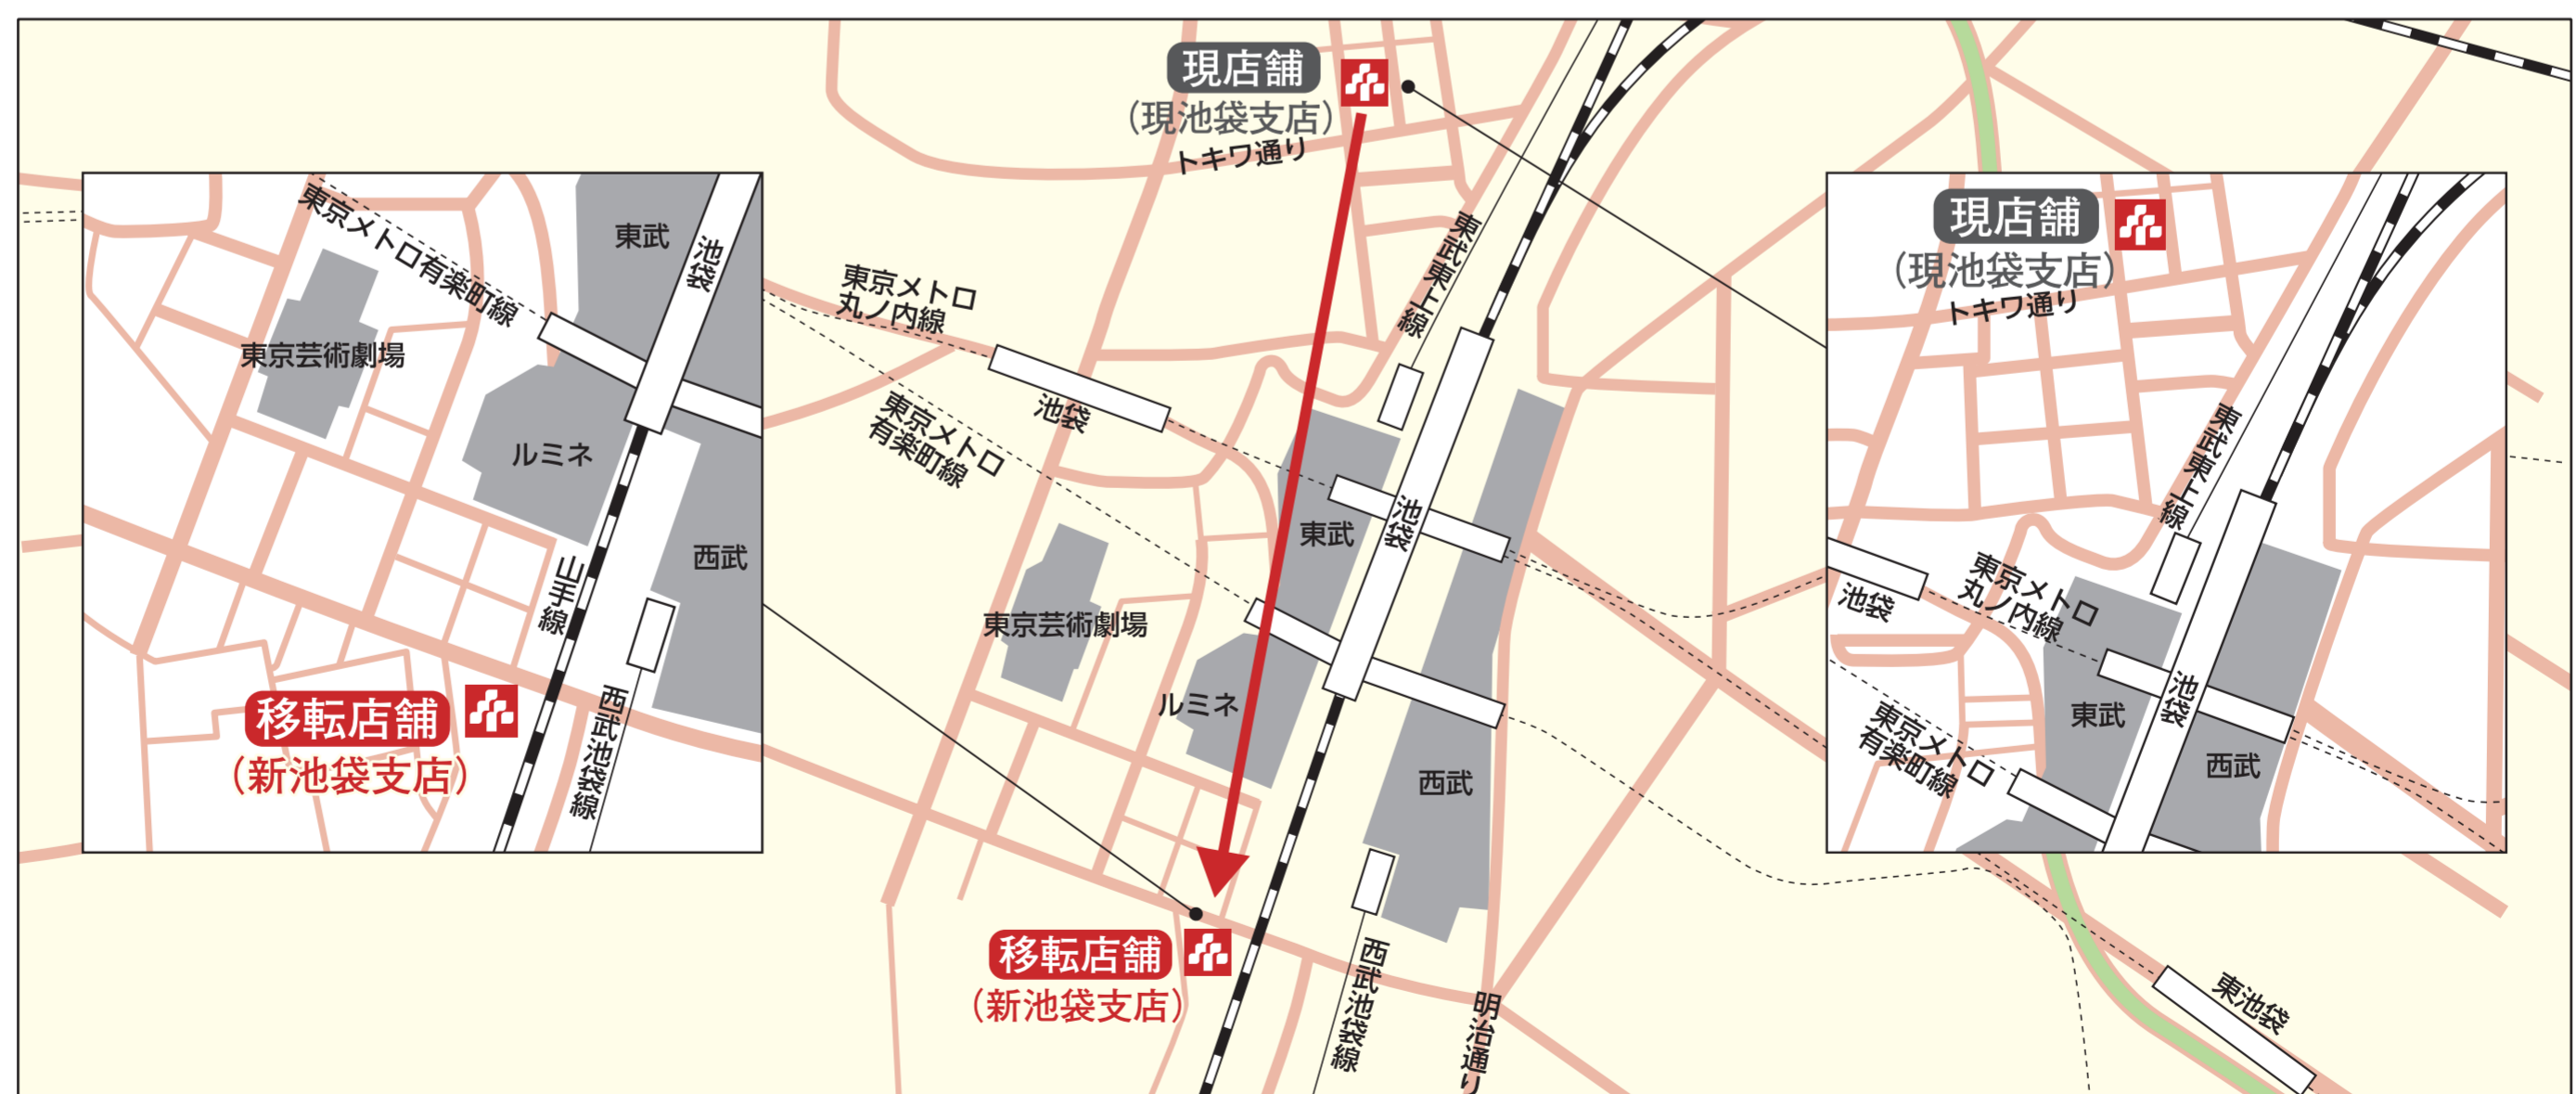 現店舗
（現池袋支店）
トキワ通り
東武東上線
東京メトロ
丸ノ内線
池袋
東京メトロ
有楽町線
東武
池袋
東京芸術劇場
ルミネ
西武
移転店舗
（新池袋支店）
西武池袋線
明治通り
東池袋
東京メトロ有楽町線
東武
池袋
東京芸術劇場
ルミネ
西武
山手線
移転店舗
（新池袋支店）
西武池袋線
現店舗
（現池袋支店）
トキワ通り
東武東上線
東京メトロ
丸ノ内線
池袋
東京メトロ
有楽町線
東武
池袋
西武